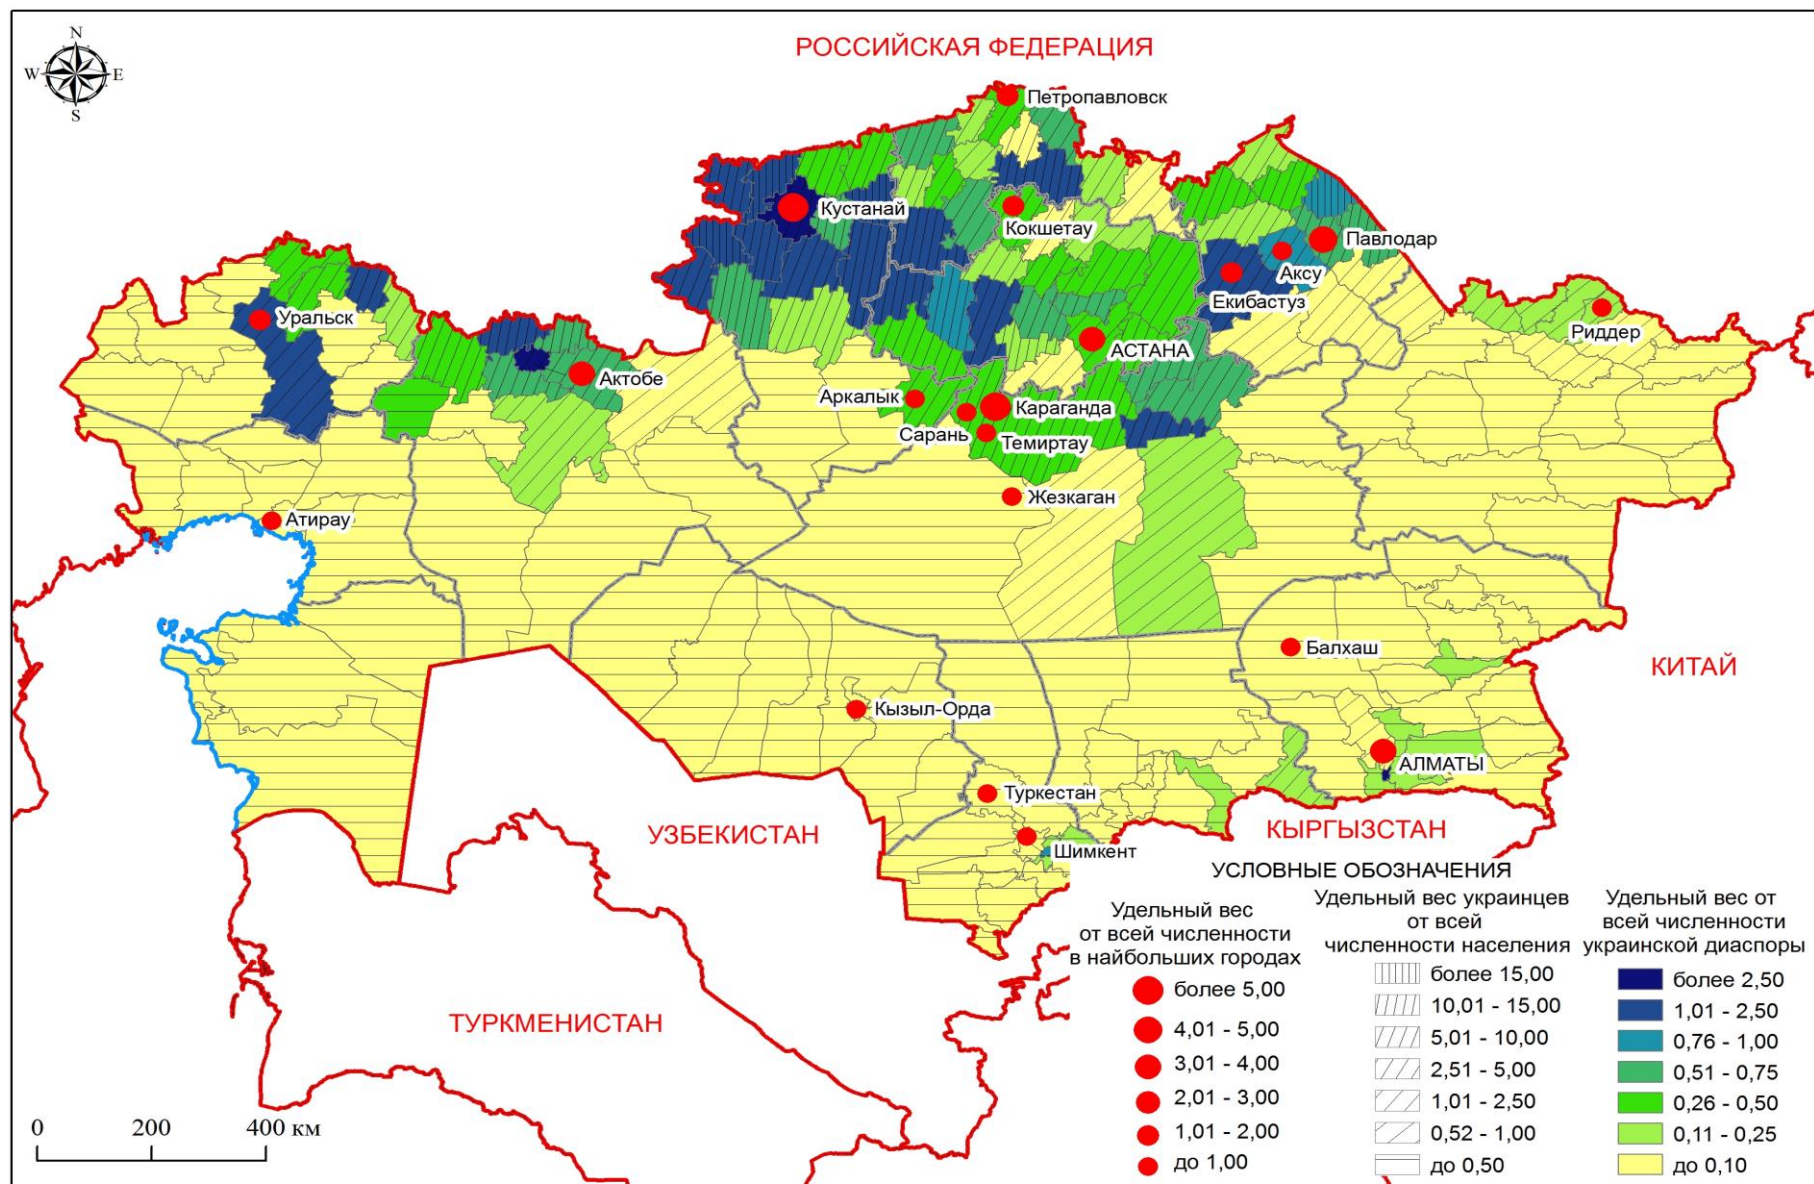 N
W E
S
РОССИЙСКАЯ ФЕДЕРАЦИЯ
Петропавловск
Кустанай
Кокшетау
Павлодар
Аксу
Екибастуз
Риддер
Уральск
АСТАНА
Актобе
Аркалык
Караганда
Сарань
Темиртау
Жезкаган
Атирау
Балхаш
КИТАЙ
Кызыл-Орда
АЛМАТЫ
Туркестан
УЗБЕКИСТАН
КЫРГЫЗСТАН
Шимкент
ТУРКМЕНИСТАН
0 200 400 км
УСЛОВНЫЕ ОБОЗНАЧЕНИЯ
Удельный вес
от всей численности
в найбольших городах
более 5,00
4,01 - 5,00
3,01 - 4,00
2,01 - 3,00
1,01 - 2,00
до 1,00
Удельный вес украинцев
от всей
численности населения
более 15,00
10,01 - 15,00
5,01 - 10,00
2,51 - 5,00
1,01 - 2,50
0,52 - 1,00
до 0,50
Удельный вес от
всей численности
украинской диаспоры
более 2,50
1,01 - 2,50
0,76 - 1,00
0,51 - 0,75
0,26 - 0,50
0,11 - 0,25
до 0,10